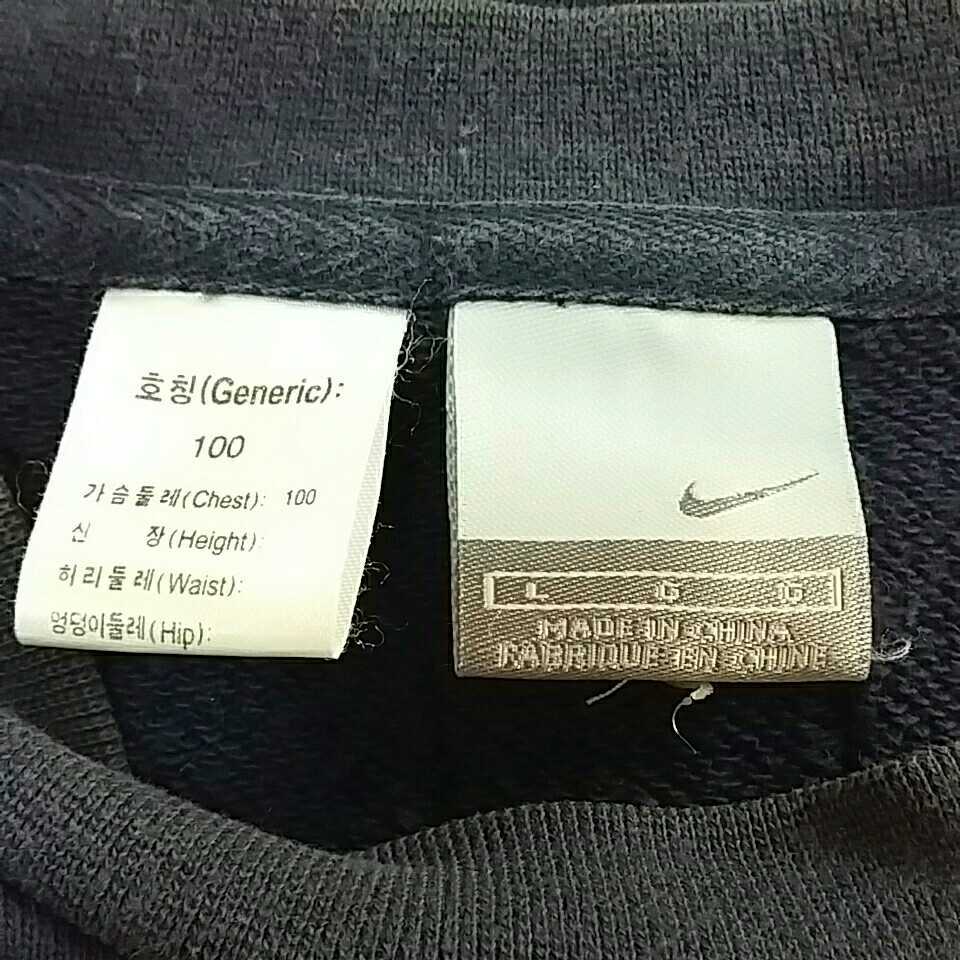 호칭(Generic):
100
가슴둘레(Chest): 100
신 장(Height):
허리둘레(Waist):
엉덩이둘레(Hip):
L G G
MADE IN CHINA
FABRIQUE EN CHINE